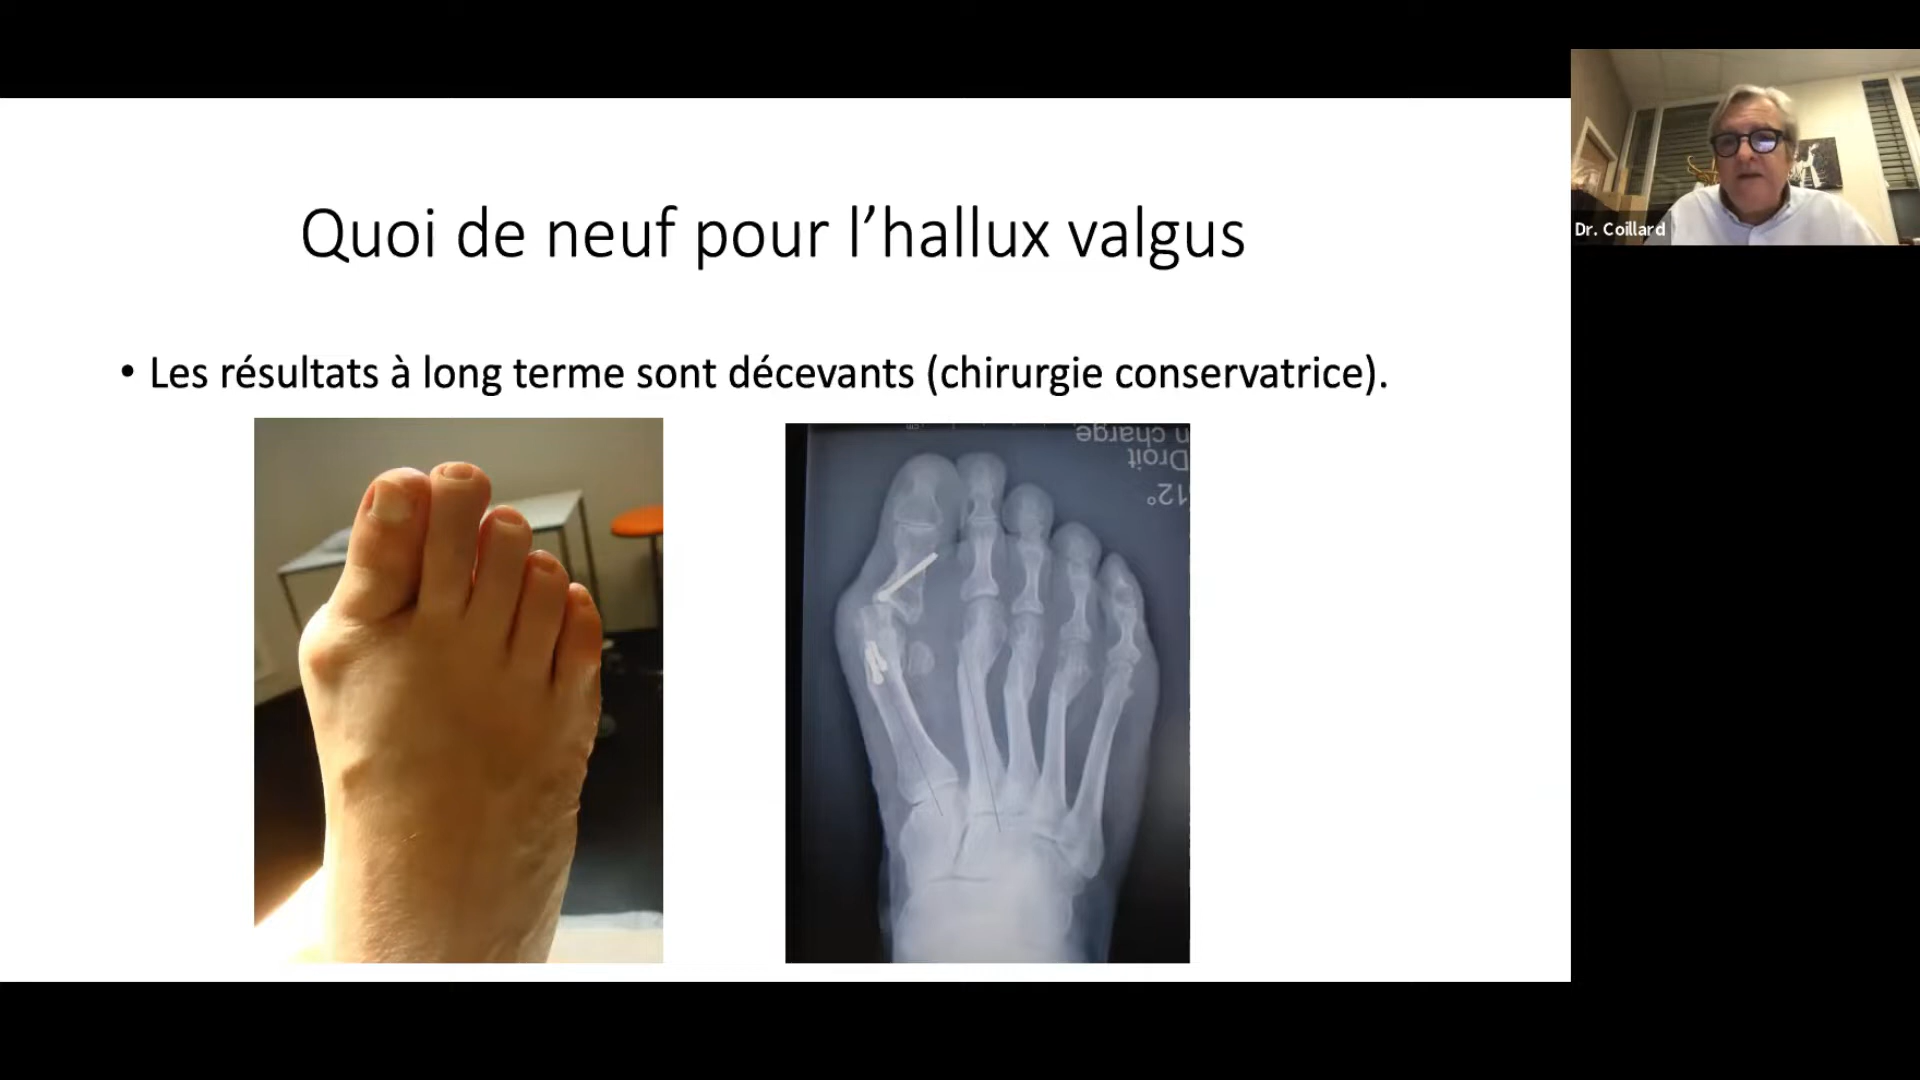 Quoi de neuf pour l’hallux valgus
• Les résultats à long terme sont décevants (chirurgie conservatrice).
n charge
Droit
12°
Dr. Coillard